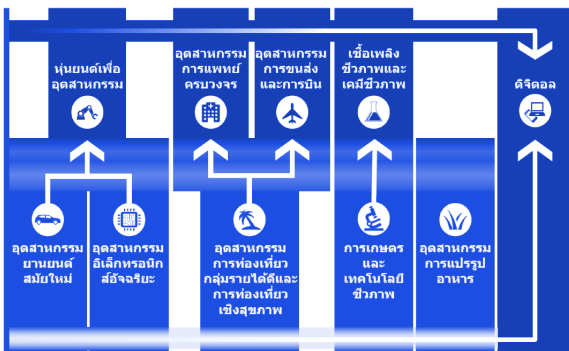 หุ่นยนต์เพื่อ
อุตสาหกรรม
อุตสาหกรรม
การแพทย์
ครบวงจร
อุตสาหกรรม
การขนส่ง
และการบิน
เชื้อเพลิง
ชีวภาพและ
เคมีชีวภาพ
ดิจิตอล
อุตสาหกรรม
ยานยนต์
สมัยใหม่
อุตสาหกรรม
อิเล็กทรอนิก
ส์อัจฉริยะ
อุตสาหกรรม
การท่องเที่ยว
กลุ่มรายได้ดีและ
การท่องเที่ยว
เชิงสุขภาพ
การเกษตร
และ
เทคโนโลยี
ชีวภาพ
อุตสาหกรรม
การแปรรูป
อาหาร